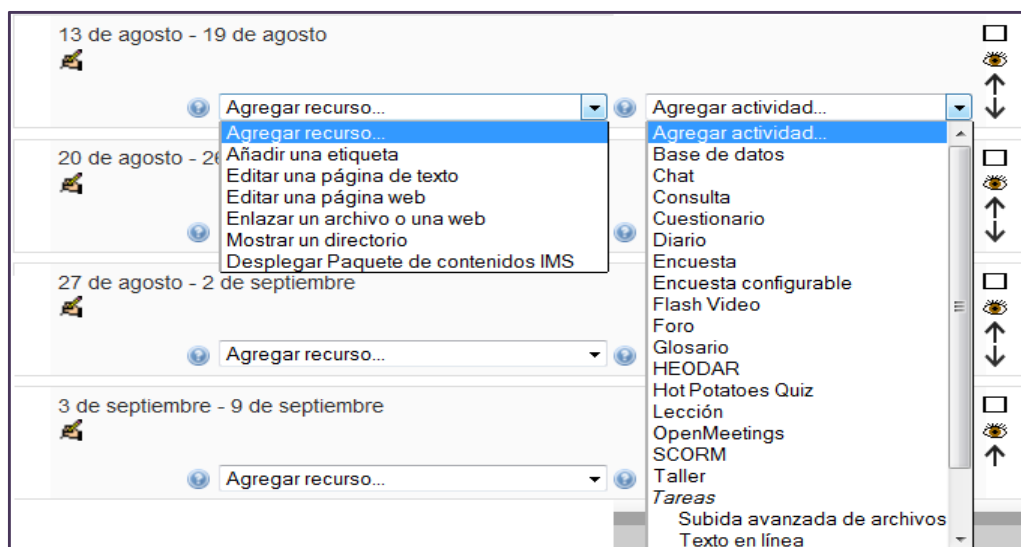 13 de agosto - 19 de agosto
Agregar recurso...
Agregar recurso...
Añadir una etiqueta
Editar una página de texto
Editar una página web
Enlazar un archivo o una web
Mostrar un directorio
Desplegar Paquete de contenidos IMS
Agregar actividad...
Agregar actividad...
Base de datos
Chat
Consulta
Cuestionario
Diario
Encuesta
Encuesta configurable
Flash Video
Foro
Glosario
HEODAR
Hot Potatoes Quiz
Lección
OpenMeetings
SCORM
Taller
Tareas
Subida avanzada de archivos
Texto en línea
20 de agosto - 26
27 de agosto - 2 de septiembre
Agregar recurso...
3 de septiembre - 9 de septiembre
Agregar recurso...